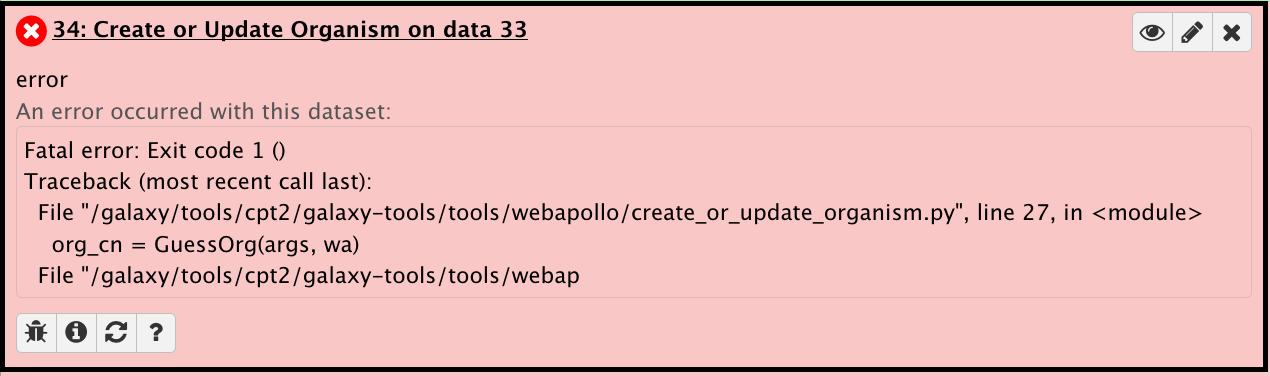 34: Create or Update Organism on data 33
error
An error occurred with this dataset:
Fatal error: Exit code 1 ()
Traceback (most recent call last):
File "/galaxy/tools/cpt2/galaxy-tools/tools/webapollo/create_or_update_organism.py", line 27, in <module>
org_cn = GuessOrg(args, wa)
File "/galaxy/tools/cpt2/galaxy-tools/tools/webap
?